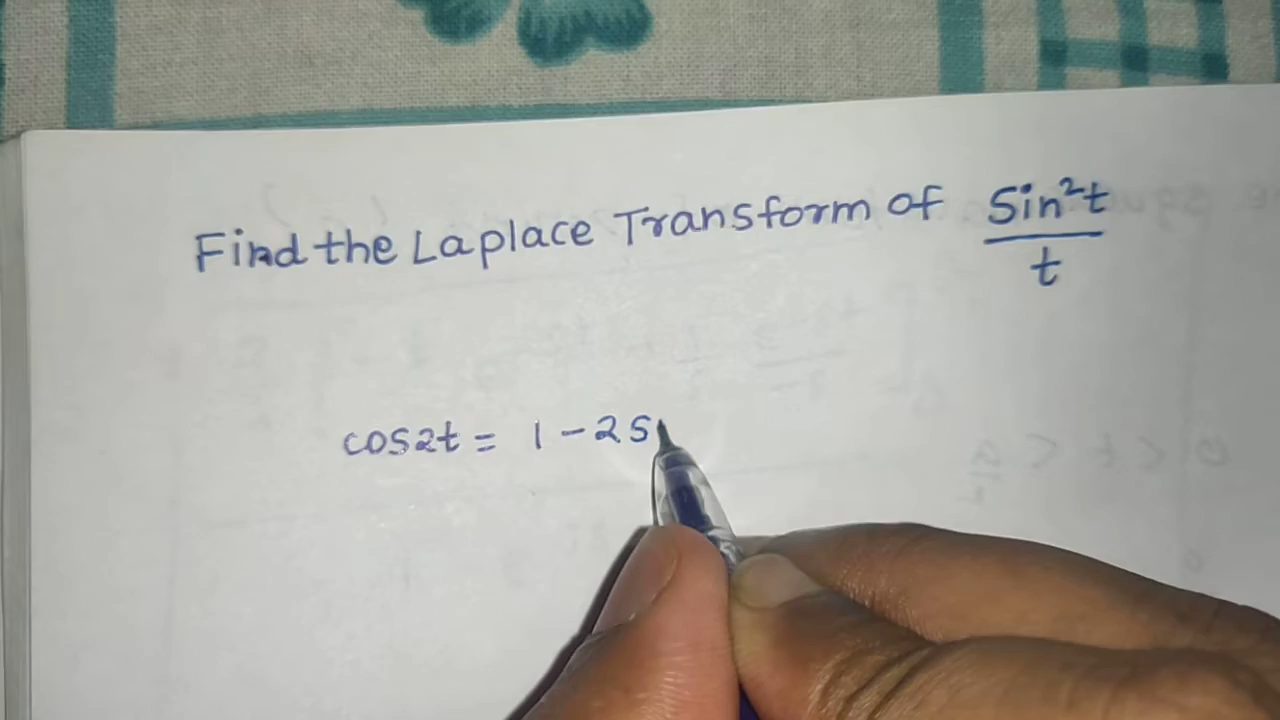 Find the Laplace Transform of Sin²t/t
cos2t = 1 - 2s